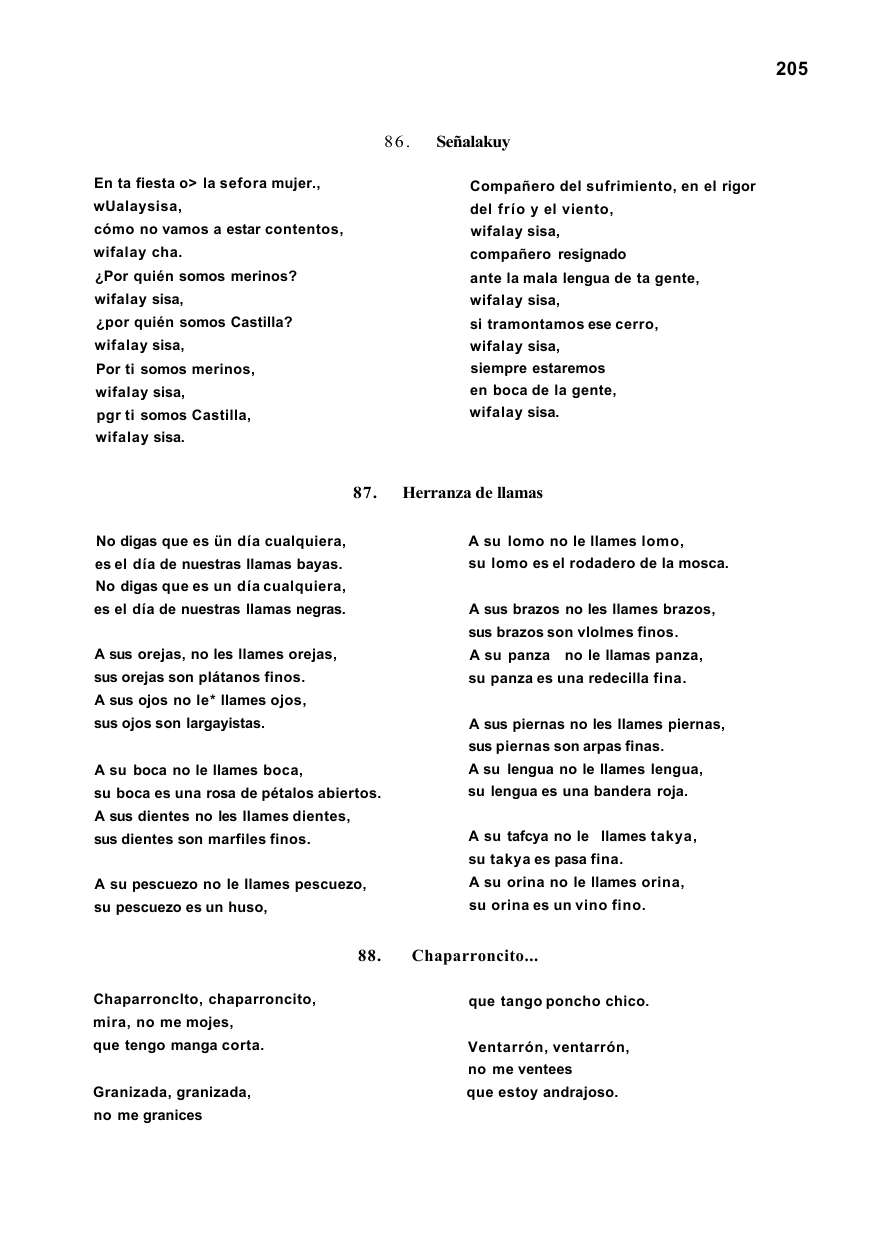 205
86. Señalakuy
En ta fiesta o> la sefora mujer.,
wUalaysisa,
cómo no vamos a estar contentos,
wifalay cha.
¿Por quién somos merinos?
wifalay sisa,
¿por quién somos Castilla?
wifalay sisa,
Por ti somos merinos,
wifalay sisa,
pgr ti somos Castilla,
wifalay sisa.
Compañero del sufrimiento, en el rigor
del frío y el viento,
wifalay sisa,
compañero resignado
ante la mala lengua de ta gente,
wifalay sisa,
si tramontamos ese cerro,
wifalay sisa,
siempre estaremos
en boca de la gente,
wifalay sisa.
87. Herranza de llamas
No digas que es ün día cualquiera,
es el día de nuestras llamas bayas.
No digas que es un día cualquiera,
es el día de nuestras llamas negras.
A sus orejas, no les llames orejas,
sus orejas son plátanos finos.
A sus ojos no le* llames ojos,
sus ojos son largayistas.
A su boca no le llames boca,
su boca es una rosa de pétalos abiertos.
A sus dientes no les llames dientes,
sus dientes son marfiles finos.
A su pescuezo no le llames pescuezo,
su pescuezo es un huso,
A su lomo no le llames lomo,
su lomo es el rodadero de la mosca.
A sus brazos no les llames brazos,
sus brazos son vlolmes finos.
A su panza no le llamas panza,
su panza es una redecilla fina.
A sus piernas no les llames piernas,
sus piernas son arpas finas.
A su lengua no le llames lengua,
su lengua es una bandera roja.
A su tafcya no le llames takya,
su takya es pasa fina.
A su orina no le llames orina,
su orina es un vino fino.
88. Chaparroncito...
Chaparronclto, chaparroncito,
mira, no me mojes,
que tengo manga corta.
Granizada, granizada,
no me granices
que tango poncho chico.
Ventarrón, ventarrón,
no me ventees
que estoy andrajoso.